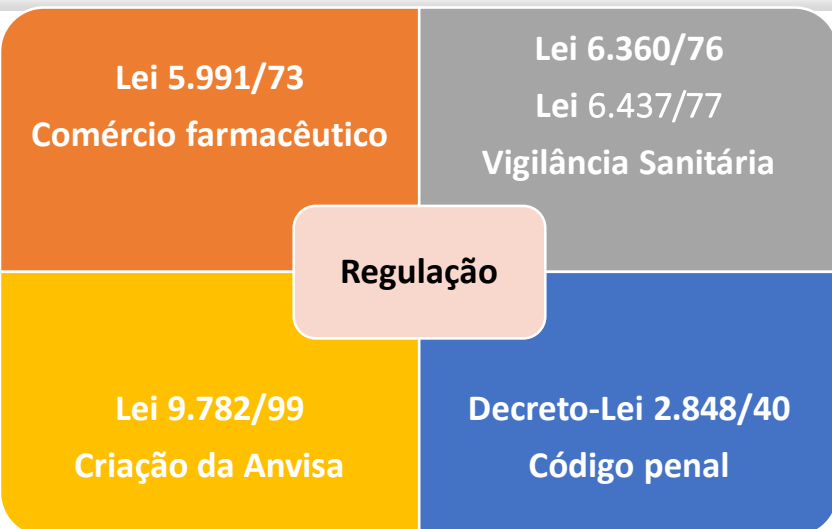 Lei 5.991/73
Comércio farmacêutico
Lei 6.360/76
Lei 6.437/77
Vigilância Sanitária
Regulação
Lei 9.782/99
Criação da Anvisa
Decreto-Lei 2.848/40
Código penal